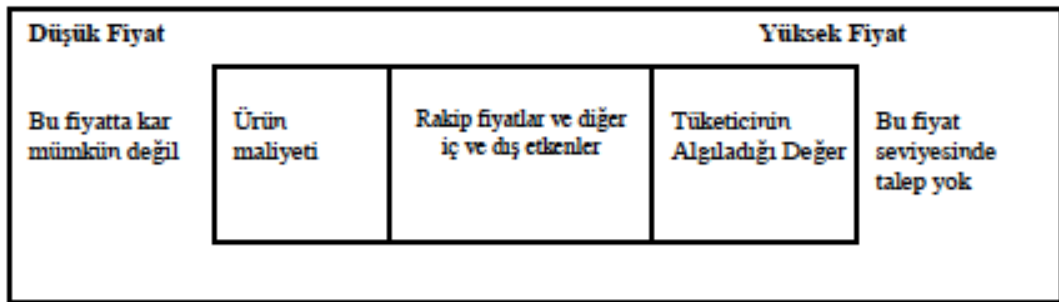 Düşük Fiyat
Yüksek Fiyat
Bu fiyatta kar
mümkün değil
Ürün
maliyeti
Rakip fiyatlar ve diğer
iç ve dış etkenler
Tüketicinin
Algıladığı Değer
Bu fiyat
seviyesinde
talep yok